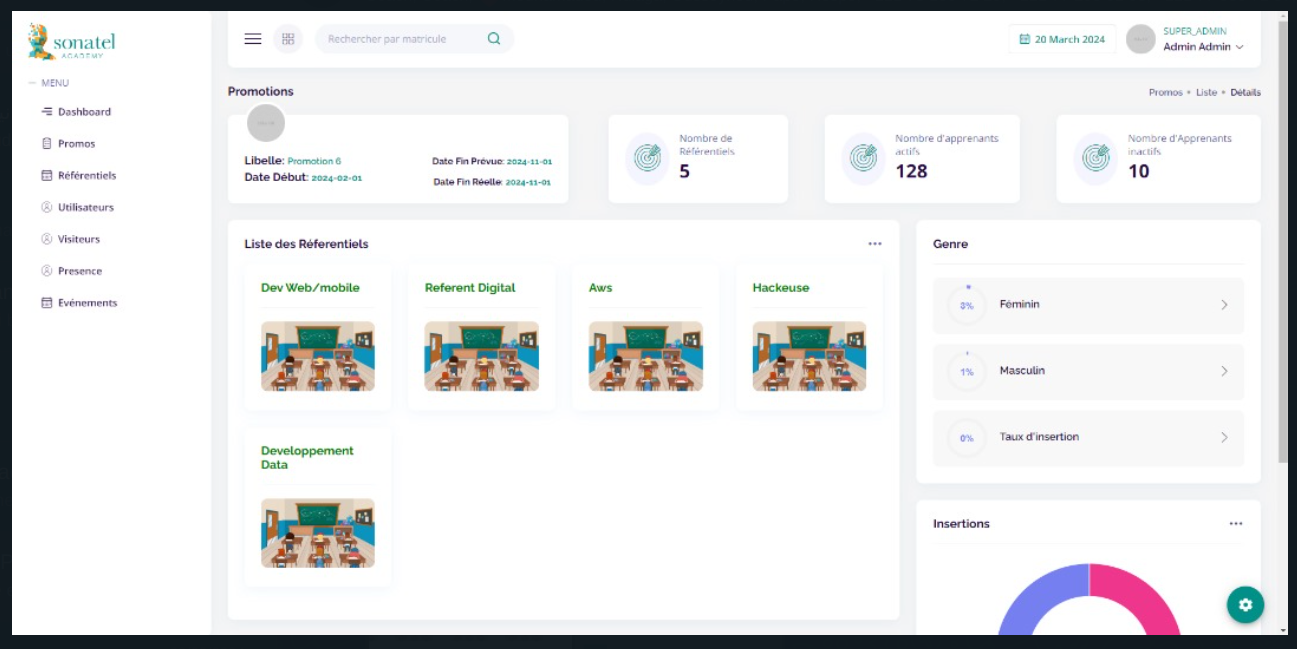 sonatel
ACADEMY
MENU
Dashboard
Promos
Référentiels
Utilisateurs
Visiteurs
Presence
Evénements
Rechercher par matricule
20 March 2024
SUPER_ADMIN
Admin Admin
Promotions
Promos • Liste • Détails
Libelle: Promotion 6
Date Début: 2024-02-01
Date Fin Prévue: 2024-11-01
Date Fin Réelle: 2024-11-01
Nombre de
Référentiels
5
Nombre d'apprenants
actifs
128
Nombre d'Apprenants
inactifs
10
Liste des Réferentiels
Dev Web/mobile
Referent Digital
Aws
Hackeuse
Developpement
Data
Genre
Féminin
1%
Masculin
0%
Taux d'insertion
Insertions